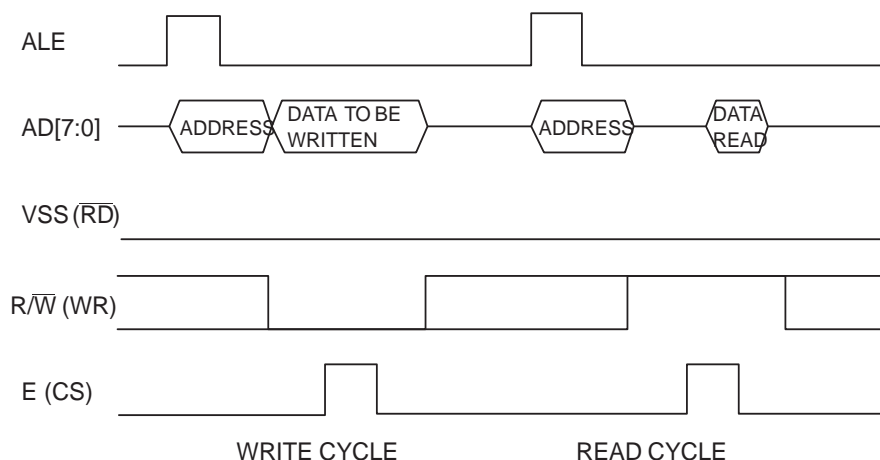 ALE
AD[7:0]
ADDRESS
DATA TO BE
WRITTEN
ADDRESS
DATA
READ
VSS (R̅D̅)
R/W̅ (WR)
E (CS)
WRITE CYCLE
READ CYCLE